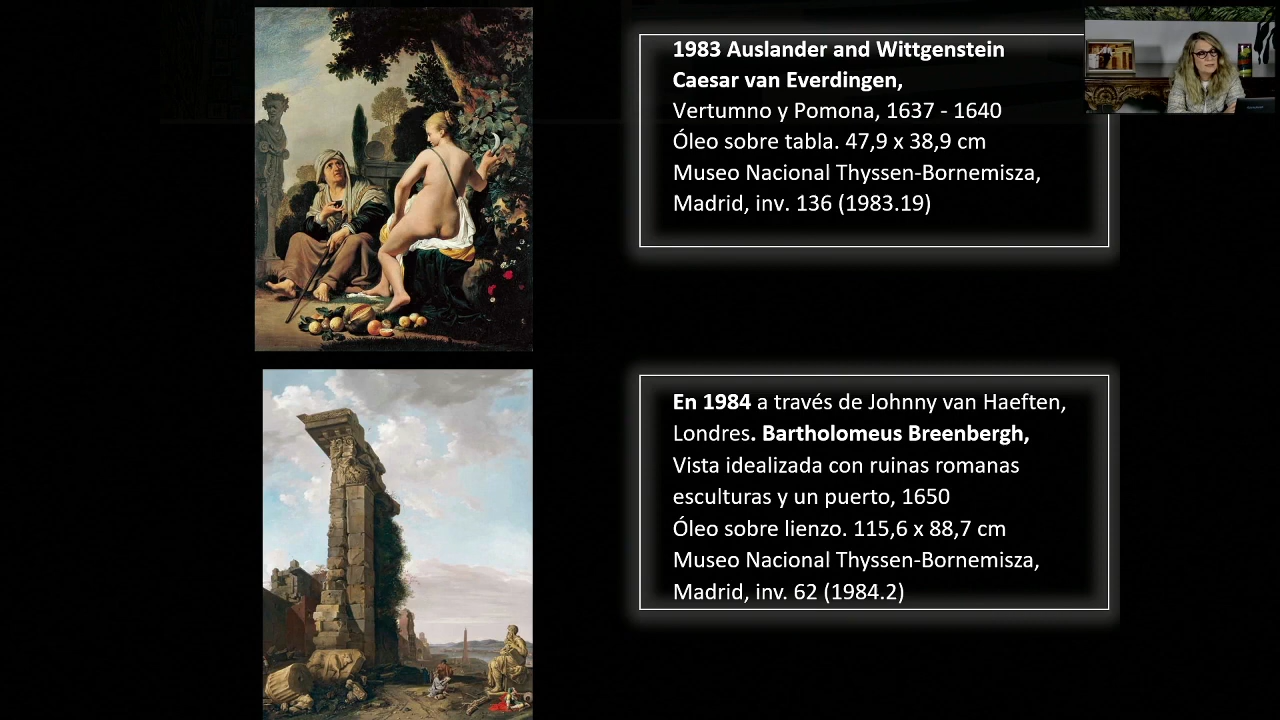 1983 Auslander and Wittgenstein
Caesar van Everdingen,
Vertumno y Pomona, 1637 - 1640
Óleo sobre tabla. 47,9 x 38,9 cm
Museo Nacional Thyssen-Bornemisza,
Madrid, inv. 136 (1983.19)
En 1984 a través de Johnny van Haeften,
Londres. Bartholomeus Breenbergh,
Vista idealizada con ruinas romanas
esculturas y un puerto, 1650
Óleo sobre lienzo. 115,6 x 88,7 cm
Museo Nacional Thyssen-Bornemisza,
Madrid, inv. 62 (1984.2)